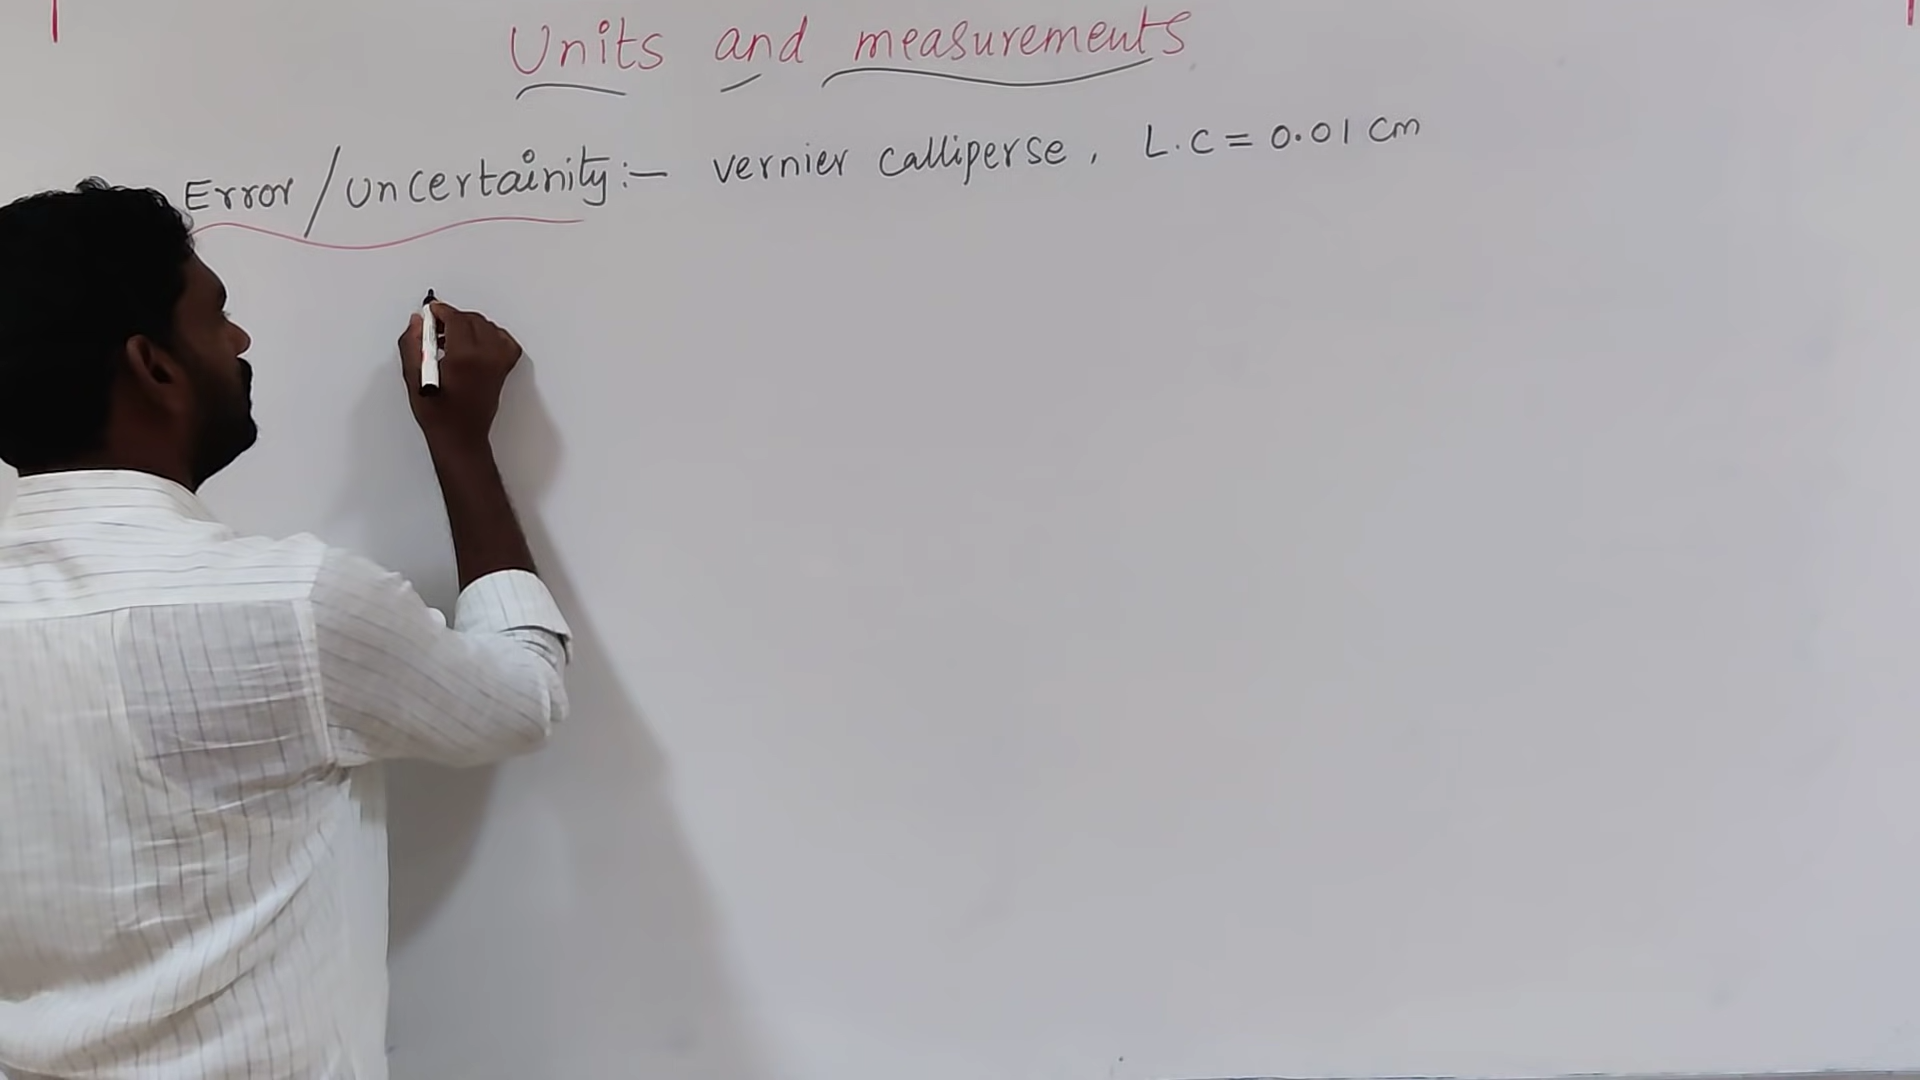 Units and measurements
Error / uncertainity :- vernier calliperse, L.C = 0.01 cm